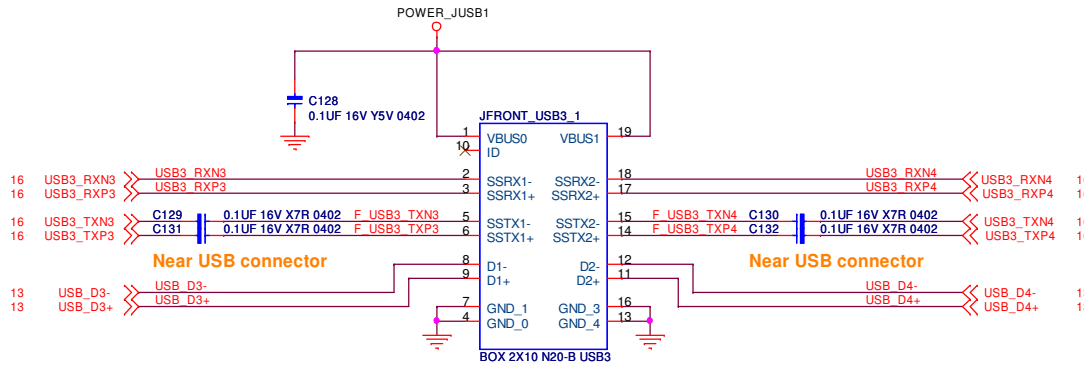 POWER_JUSB1
C128
0.1UF 16V Y5V 0402
JFRONT_USB3_1
1 VBUS0 VBUS1 19
10 ID
16 USB3_RXN3 USB3_RXN3 2 SSRX1- SSRX2- 18 USB3_RXN4 USB3_RXN4
16 USB3_RXP3 USB3_RXP3 3 SSRX1+ SSRX2+ 17 USB3_RXP4 USB3_RXP4
16 USB3_TXN3 C129 0.1UF 16V X7R 0402 F_USB3_TXN3 5 SSTX1- SSTX2- 15 F_USB3_TXN4 C130 0.1UF 16V X7R 0402 USB3_TXN4
16 USB3_TXP3 C131 0.1UF 16V X7R 0402 F_USB3_TXP3 6 SSTX1+ SSTX2+ 14 F_USB3_TXP4 C132 0.1UF 16V X7R 0402 USB3_TXP4
Near USB connector Near USB connector
8 D1- D2- 12
9 D1+ D2+ 11
13 USB_D3- USB_D3- USB_D4- USB_D4-
13 USB_D3+ USB_D3+ USB_D4+ USB_D4+
7 GND_1 GND_3 16
4 GND_0 GND_4 13
BOX 2X10 N20-B USB3